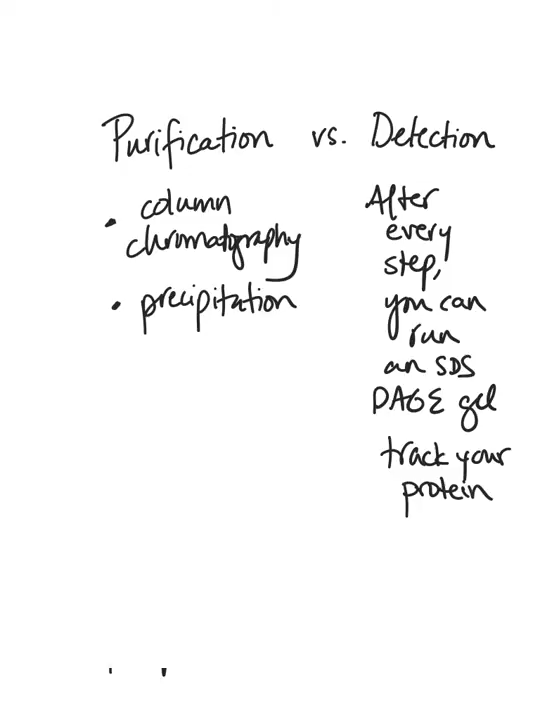 Purification vs. Detection
• column
chromatography
• precipitation
After
every
step,
you can
run
an SDS
PAGE gel
track your
protein